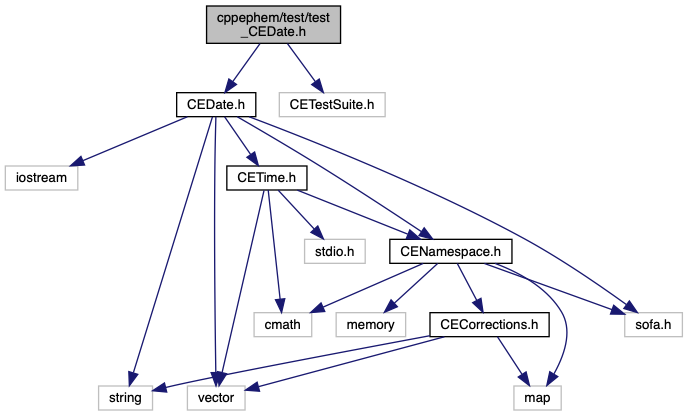 cppephem/test/test
_CEDate.h
CEDate.h
CETestSuite.h
iostream
CETime.h
stdio.h
CENamespace.h
cmath
memory
CECorrections.h
sofa.h
string
vector
map